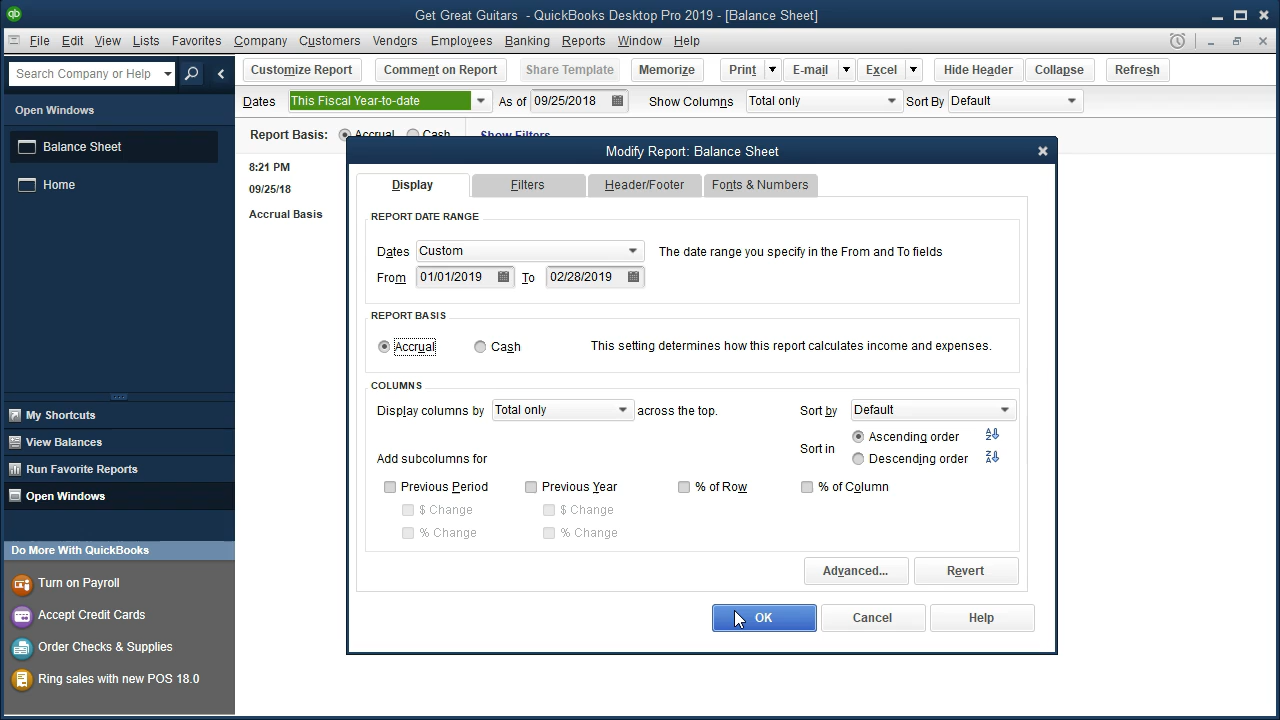 Get Great Guitars - QuickBooks Desktop Pro 2019 - [Balance Sheet]
File Edit View Lists Favorites Company Customers Vendors Employees Banking Reports Window Help
Search Company or Help
Customize Report Comment on Report Share Template Memorize Print E-mail Excel Hide Header Collapse Refresh
Dates This Fiscal Year-to-date As of 09/25/2018 Show Columns Total only Sort By Default
Open Windows
Balance Sheet
Home
Report Basis: Accrual Cash Show Filters
8:21 PM
09/25/18
Accrual Basis
Modify Report: Balance Sheet
Display Filters Header/Footer Fonts & Numbers
REPORT DATE RANGE
Dates Custom The date range you specify in the From and To fields
From 01/01/2019 To 02/28/2019
REPORT BASIS
Accrual Cash This setting determines how this report calculates income and expenses.
COLUMNS
Display columns by Total only across the top. Sort by Default
Sort in Ascending order
Descending order
Add subcolumns for
Previous Period Previous Year % of Row % of Column
$ Change $ Change
% Change % Change
Advanced... Revert
OK Cancel Help
My Shortcuts
View Balances
Run Favorite Reports
Open Windows
Do More With QuickBooks
Turn on Payroll
Accept Credit Cards
Order Checks & Supplies
Ring sales with new POS 18.0